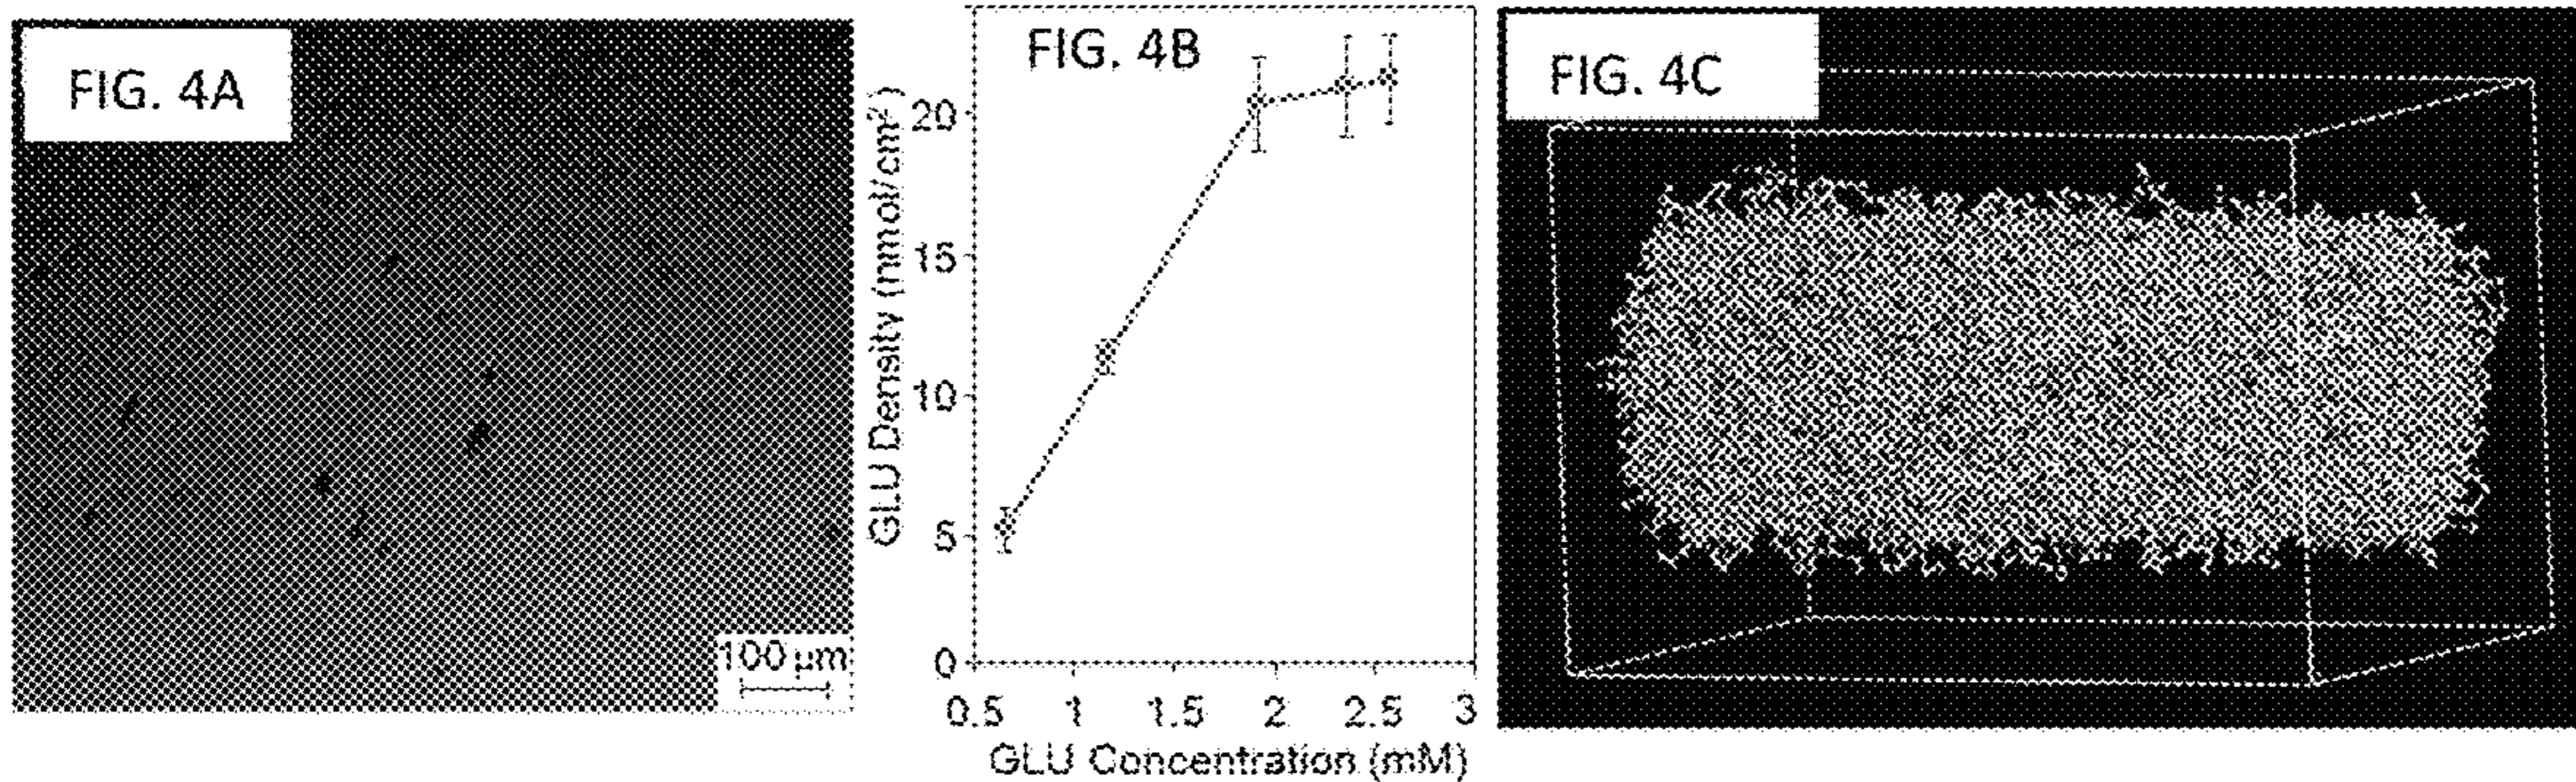 FIG. 4A
100 µm
FIG. 4B
GLU Density (nmol/cm²)
20
15
10
5
0
0.5 1 1.5 2 2.5 3
GLU Concentration (mM)
FIG. 4C